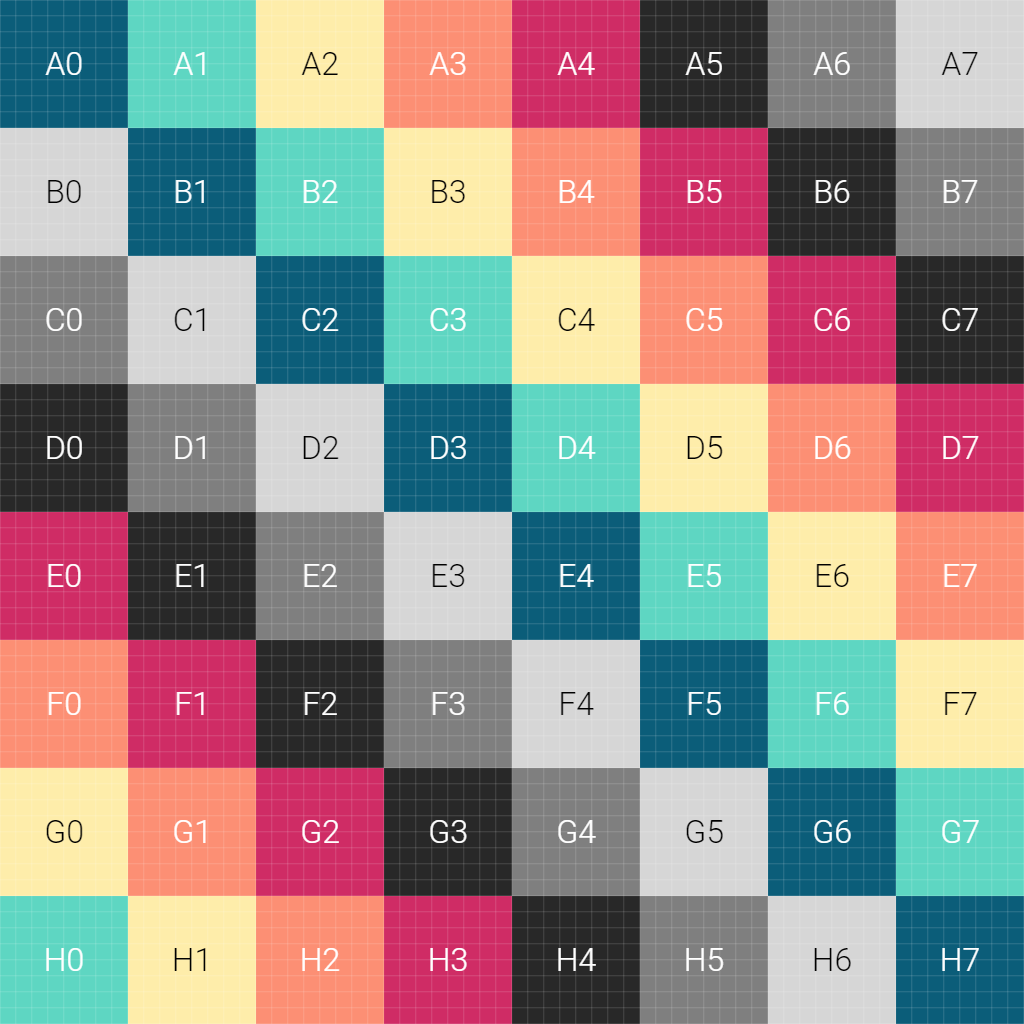 A0 A1 A2 A3 A4 A5 A6 A7
B0 B1 B2 B3 B4 B5 B6 B7
C0 C1 C2 C3 C4 C5 C6 C7
D0 D1 D2 D3 D4 D5 D6 D7
E0 E1 E2 E3 E4 E5 E6 E7
F0 F1 F2 F3 F4 F5 F6 F7
G0 G1 G2 G3 G4 G5 G6 G7
H0 H1 H2 H3 H4 H5 H6 H7